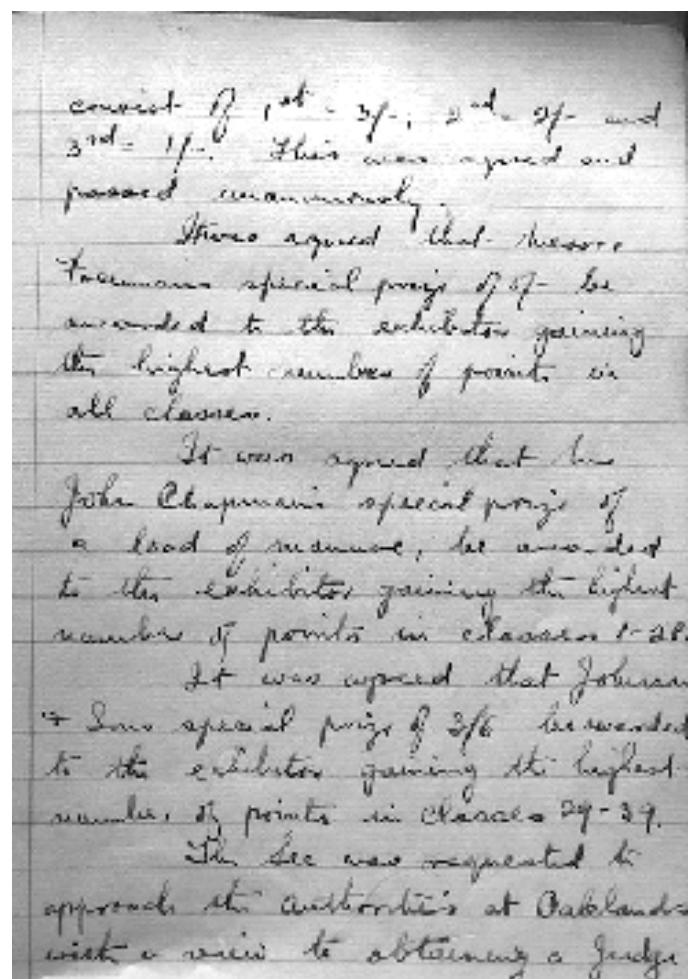 consist of 1st - 3/-, 2nd - 2/- and
3rd - 1/-. This was agreed and
passed unanimously.
It was agreed that Messrs
Freemans special prize of 5/- be
awarded to the exhibitor gaining
the highest number of points in
all classes.
It was agreed that
John Chapman's special prize of
a load of manure, be awarded
to the exhibitor gaining the highest
number of points in classes 1-28.
It was agreed that Johnson
+ Sons special prize of 3/6 be awarded
to the exhibitor gaining the highest
number of points in classes 29-39.
The Sec was requested to
approach the Authorities at Oaklands
with a view to obtaining a Judge